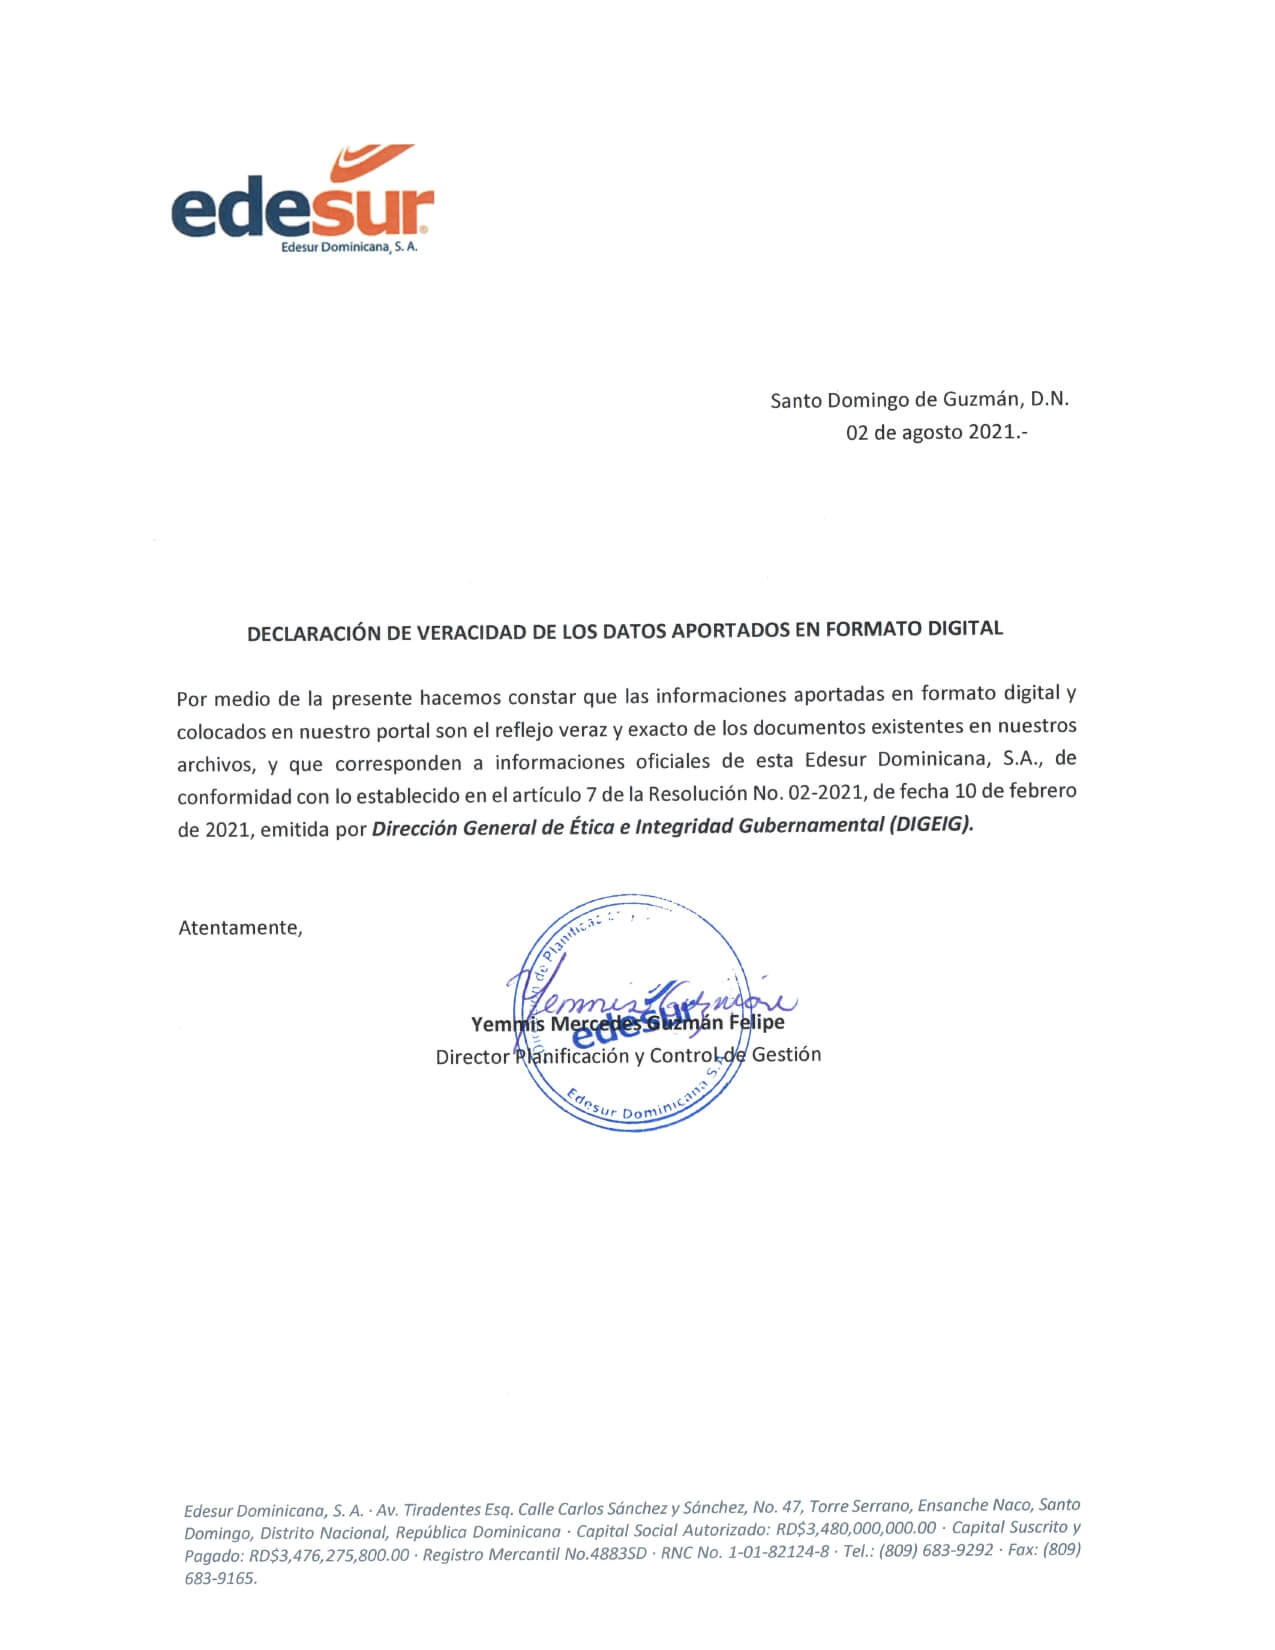 edesur®
Edesur Dominicana, S. A.
Santo Domingo de Guzmán, D.N.
02 de agosto 2021.-
DECLARACIÓN DE VERACIDAD DE LOS DATOS APORTADOS EN FORMATO DIGITAL
Por medio de la presente hacemos constar que las informaciones aportadas en formato digital y
colocados en nuestro portal son el reflejo veraz y exacto de los documentos existentes en nuestros
archivos, y que corresponden a informaciones oficiales de esta Edesur Dominicana, S.A., de
conformidad con lo establecido en el artículo 7 de la Resolución No. 02-2021, de fecha 10 de febrero
de 2021, emitida por Dirección General de Ética e Integridad Gubernamental (DIGEIG).
Atentamente,
de
Yemmis Guzmán
edesur
Yemmis Mercedes Guzmán Felipe
Director Planificación y Control de Gestión
Edesur Dominicana S.A
Edesur Dominicana, S. A. · Av. Tiradentes Esq. Calle Carlos Sánchez y Sánchez, No. 47, Torre Serrano, Ensanche Naco, Santo
Domingo, Distrito Nacional, República Dominicana · Capital Social Autorizado: RD$3,480,000,000.00 · Capital Suscrito y
Pagado: RD$3,476,275,800.00 · Registro Mercantil No.4883SD · RNC No. 1-01-82124-8 · Tel.: (809) 683-9292 · Fax: (809)
683-9165.